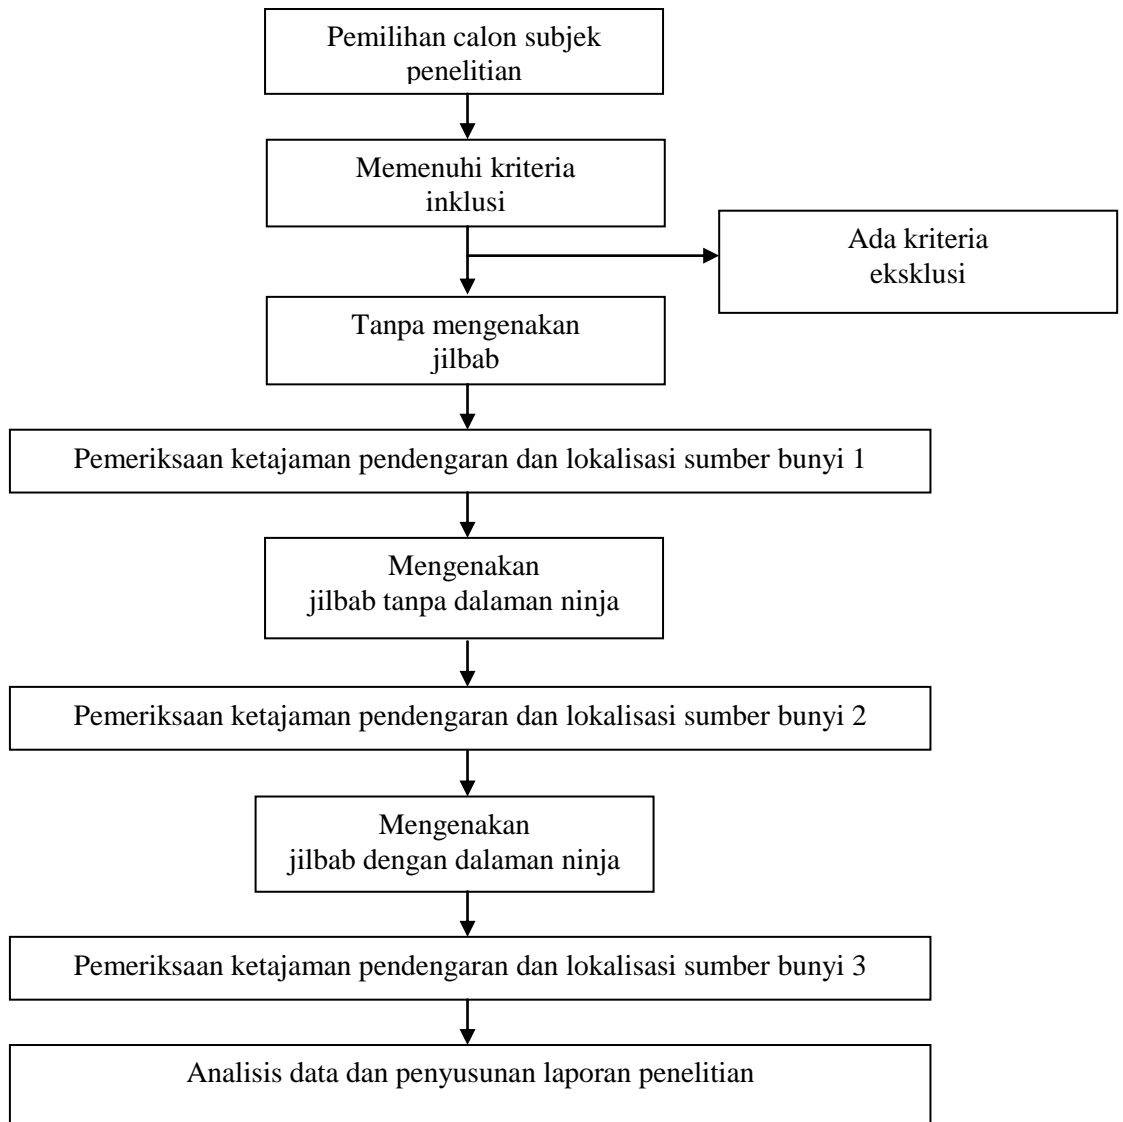 Pemilihan calon subjek
penelitian
Memenuhi kriteria
inklusi
Ada kriteria
eksklusi
Tanpa mengenakan
jilbab
Pemeriksaan ketajaman pendengaran dan lokalisasi sumber bunyi 1
Mengenakan
jilbab tanpa dalaman ninja
Pemeriksaan ketajaman pendengaran dan lokalisasi sumber bunyi 2
Mengenakan
jilbab dengan dalaman ninja
Pemeriksaan ketajaman pendengaran dan lokalisasi sumber bunyi 3
Analisis data dan penyusunan laporan penelitian